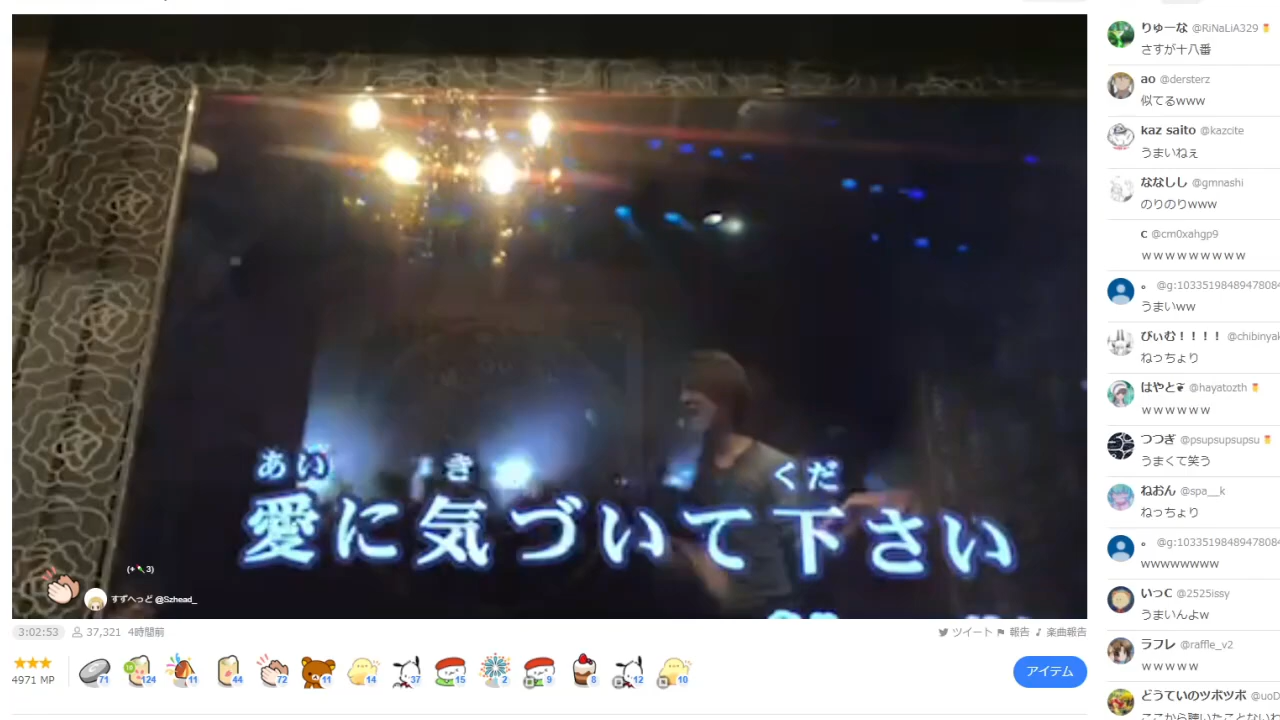 あい
き
くだ
愛に気づいて下さい
(+3)
すずへっど @Szhead_
3:02:53
37,321
4時間前
ツイート
報告
楽曲報告
4971 MP
71
124
11
44
72
11
14
37
15
2
9
8
12
10
アイテム
りゅーな @RiNaLiA329
さすが十八番
ao @dersterz
似てるwww
kaz saito @kazcite
うまいねぇ
ななしし @gmnashi
のりのりwww
c @cm0xahgp9
ｗｗｗｗｗｗｗｗｗ
。 @g:1033519848947808
うまいww
びぃむ！！！！ @chibinyak
ねっちょり
はやと❦ @hayatozth
ｗｗｗｗｗｗ
つつぎ @psupsupsupsu
うまくて笑う
ねおん @spa__k
ねっちょり
。 @g:1033519848947808
wwwwwwww
いっC @2525issy
うまいんよw
ラフレ @raffle_v2
ｗｗｗｗｗ
どうていのツボツボ @uoD